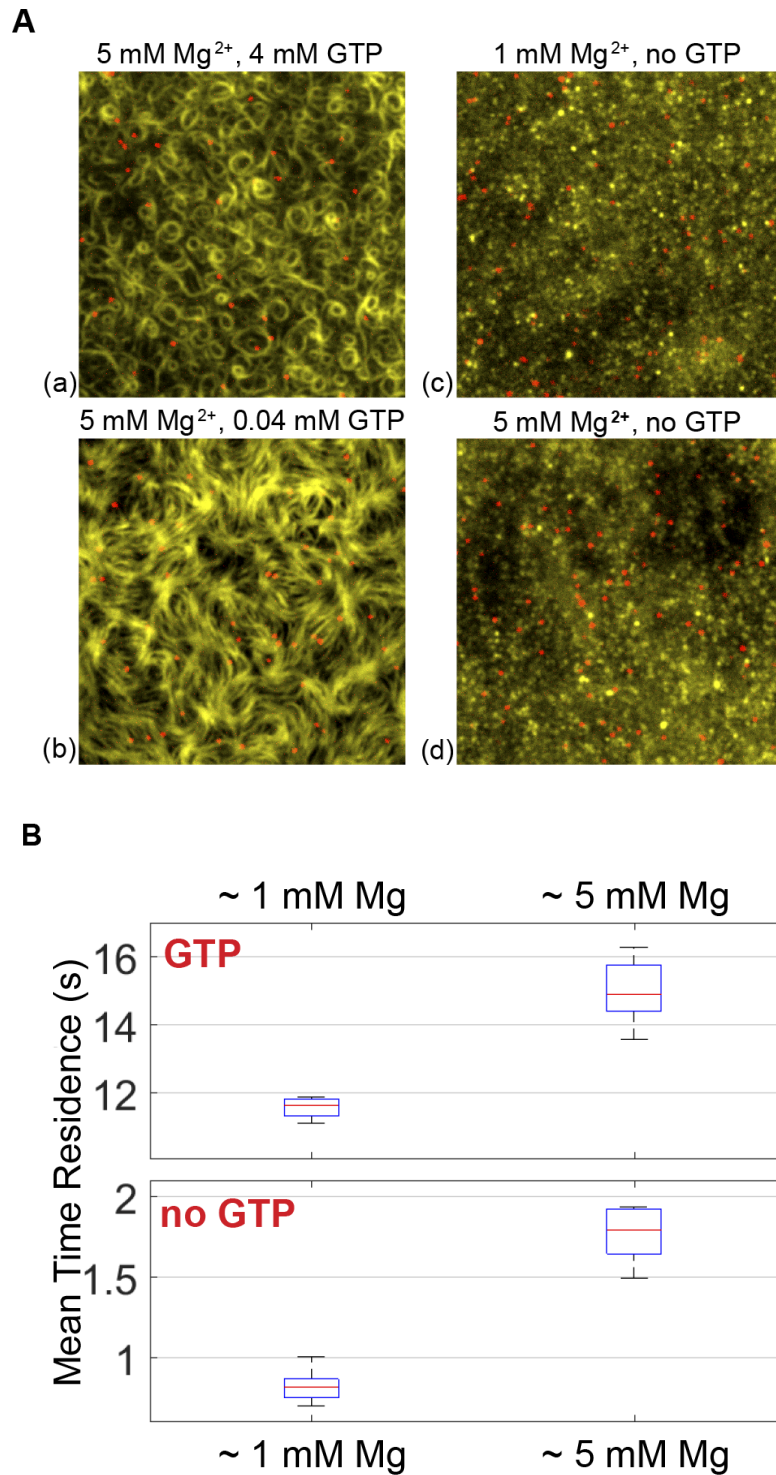 A
5 mM Mg²⁺, 4 mM GTP
1 mM Mg²⁺, no GTP
(a)
(c)
5 mM Mg²⁺, 0.04 mM GTP
5 mM Mg²⁺, no GTP
(b)
(d)
B
~ 1 mM Mg
~ 5 mM Mg
Mean Time Residence (s)
GTP
16
14
12
no GTP
2
1.5
1
~ 1 mM Mg
~ 5 mM Mg